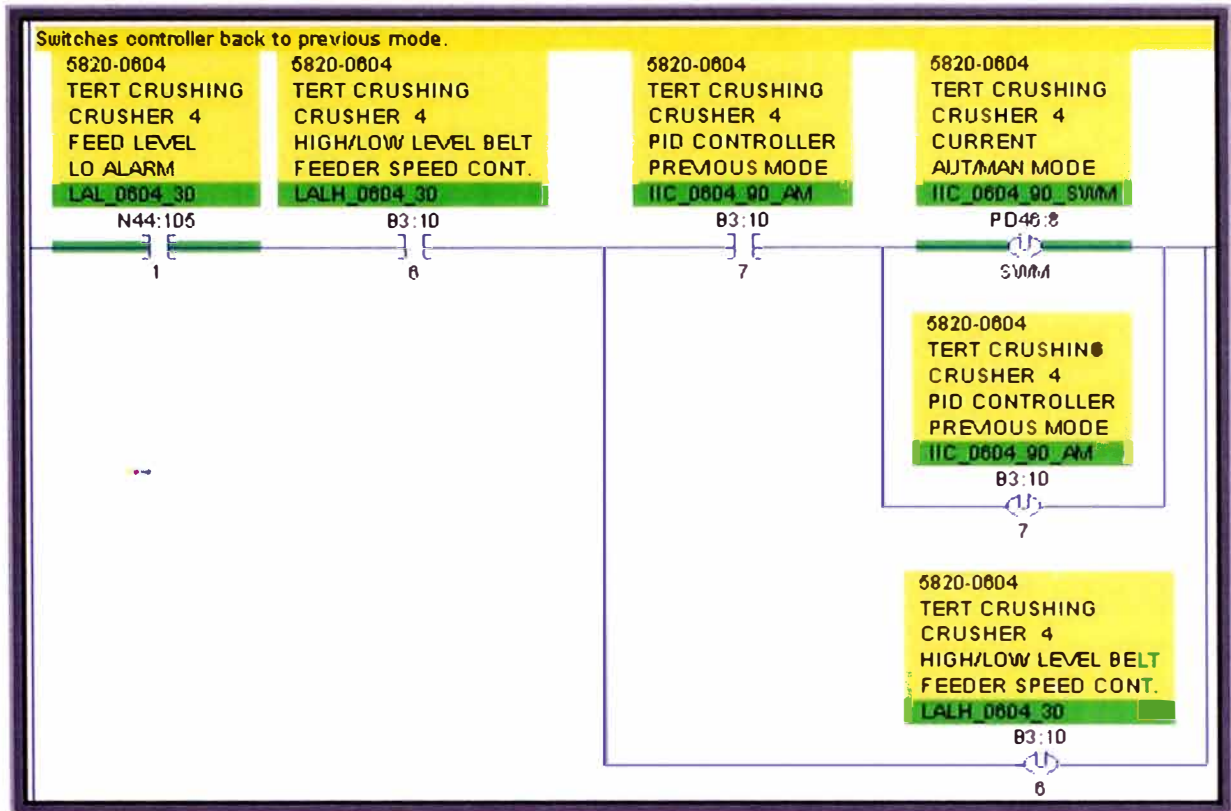 Switches controller back to previous mode.
5820-0604
TERT CRUSHING
CRUSHER 4
FEED LEVEL
LO ALARM
LAL_0604_30
N44:105
1
5820-0604
TERT CRUSHING
CRUSHER 4
HIGH/LOW LEVEL BELT
FEEDER SPEED CONT.
LALH_0604_30
B3:10
6
5820-0604
TERT CRUSHING
CRUSHER 4
PID CONTROLLER
PREVIOUS MODE
IIC_0604_90_AM
B3:10
7
5820-0604
TERT CRUSHING
CRUSHER 4
CURRENT
AUT/MAN MODE
IIC_0604_90_SWM
PD46:8
U
SWM
5820-0604
TERT CRUSHING
CRUSHER 4
PID CONTROLLER
PREVIOUS MODE
IIC_0604_90_AM
B3:10
U
7
5820-0604
TERT CRUSHING
CRUSHER 4
HIGH/LOW LEVEL BELT
FEEDER SPEED CONT.
LALH_0604_30
B3:10
U
6